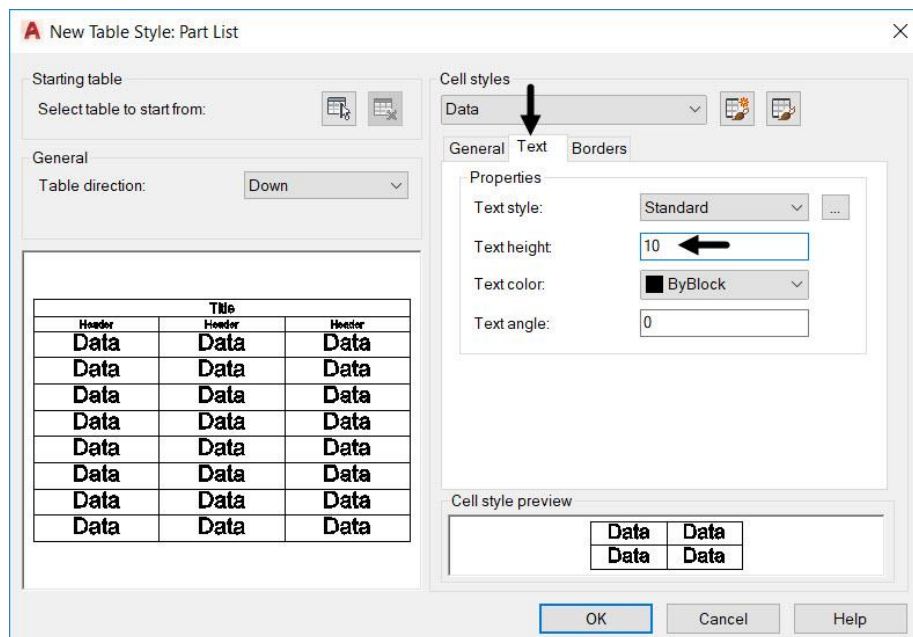 New Table Style: Part List
Starting table
Select table to start from:
General
Table direction: Down
Title
Header Header Header
Data Data Data
Data Data Data
Data Data Data
Data Data Data
Data Data Data
Data Data Data
Data Data Data
Data Data Data
Cell styles
Data
General Text Borders
Properties
Text style: Standard ...
Text height: 10
Text color: ByBlock
Text angle: 0
Cell style preview
Data Data
Data Data
OK Cancel Help